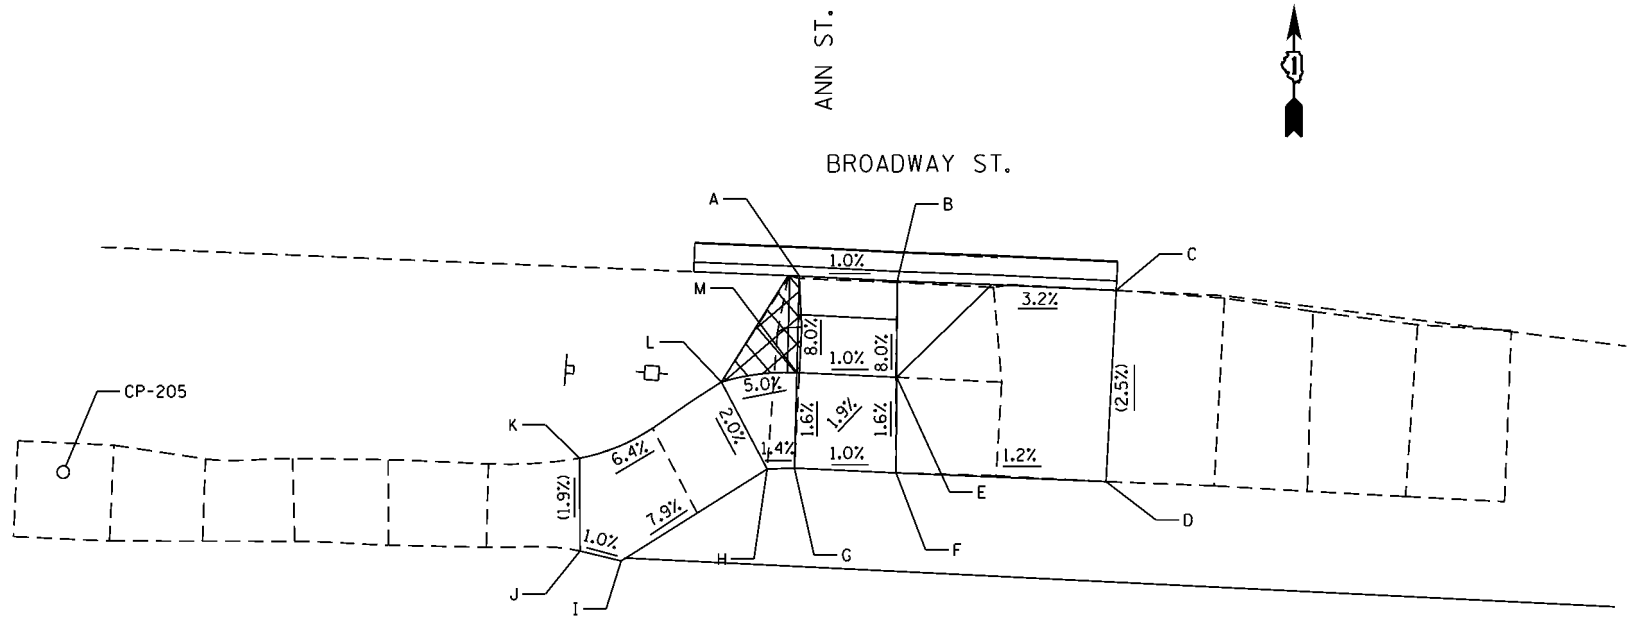 ANN ST.
BROADWAY ST.
A
B
C
1.0%
M
3.2%
8.0%
8.0%
1.0%
L
5.0%
(2.5%)
CP-205
K
2.0%
1.6%
1.9%
1.6%
6.4%
1.4%
1.0%
1.2%
(1.9%)
7.9%
E
1.0%
D
H
G
F
J
I